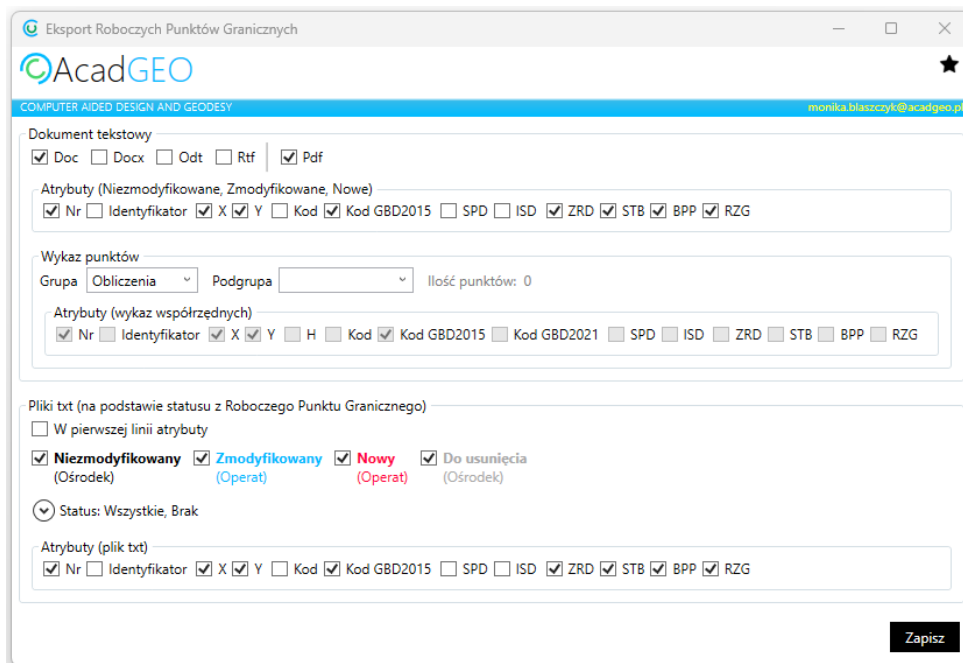 Eksport Roboczych Punktów Granicznych
AcadGEO
COMPUTER AIDED DESIGN AND GEODESY monika.blaszczyk@acadgeo.pl
Dokument tekstowy
Doc Docx Odt Rtf Pdf
Atrybuty (Niezmodyfikowane, Zmodyfikowane, Nowe)
Nr Identyfikator X Y Kod Kod GBD2015 SPD ISD ZRD STB BPP RZG
Wykaz punktów
Grupa Obliczenia Podgrupa Ilość punktów: 0
Atrybuty (wykaz współrzędnych)
Nr Identyfikator X Y H Kod Kod GBD2015 Kod GBD2021 SPD ISD ZRD STB BPP RZG
Pliki txt (na podstawie statusu z Roboczego Punktu Granicznego)
W pierwszej linii atrybuty
Niezmodyfikowany Zmodyfikowany Nowy Do usunięcia
(Ośrodek) (Operat) (Operat) (Ośrodek)
Status: Wszystkie, Brak
Atrybuty (plik txt)
Nr Identyfikator X Y Kod Kod GBD2015 SPD ISD ZRD STB BPP RZG
Zapisz